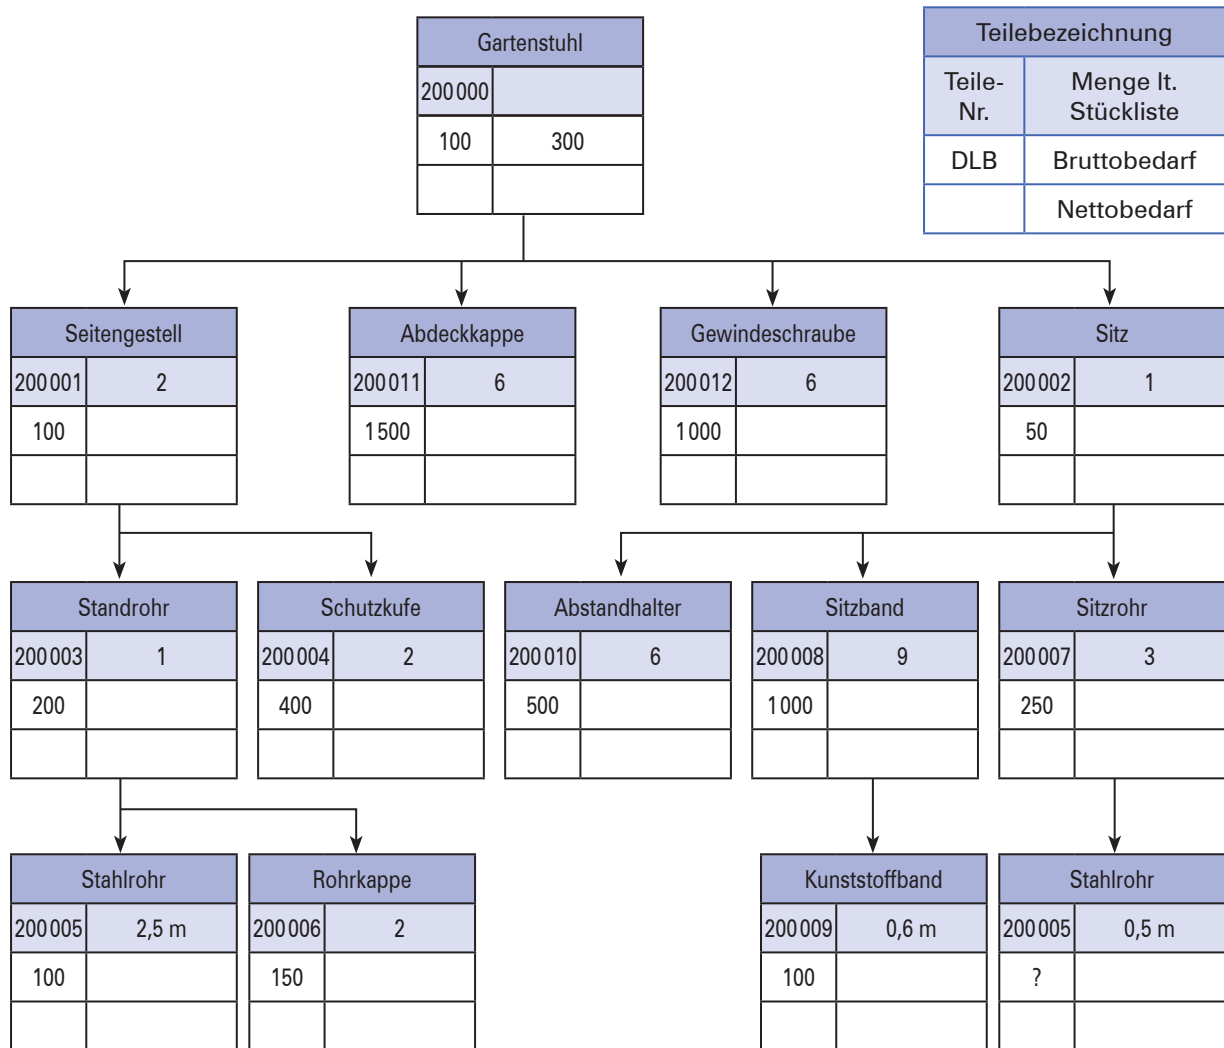 Gartenstuhl
200 000
100 300
Teilebezeichnung
Teile-
Nr.
Menge lt.
Stückliste
DLB Bruttobedarf
Nettobedarf
Seitengestell
200 001 2
100
Abdeckkappe
200 011 6
1 500
Gewindeschraube
200 012 6
1 000
Sitz
200 002 1
50
Standrohr
200 003 1
200
Schutzkufe
200 004 2
400
Abstandhalter
200 010 6
500
Sitzband
200 008 9
1 000
Sitzrohr
200 007 3
250
Stahlrohr
200 005 2,5 m
100
Rohrkappe
200 006 2
150
Kunststoffband
200 009 0,6 m
100
Stahlrohr
200 005 0,5 m
?